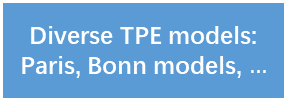 Diverse TPE models:
Paris, Bonn models, ...